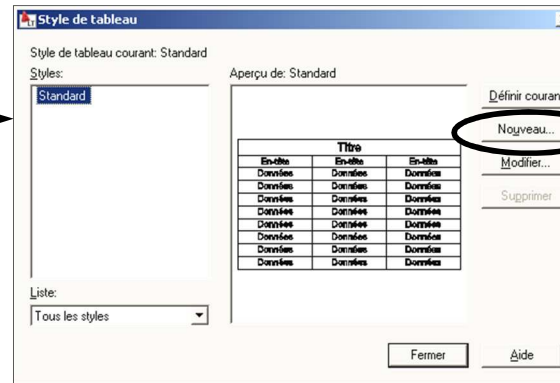 Style de tableau
Style de tableau courant: Standard
Styles:
Aperçu de: Standard
Standard
Définir couran
Nouveau...
Modifier...
Supprimer
Titre
En-tête En-tête En-tête
Données Données Données
Données Données Données
Données Données Données
Données Données Données
Données Données Données
Données Données Données
Données Données Données
Données Données Données
Liste:
Tous les styles
Fermer
Aide